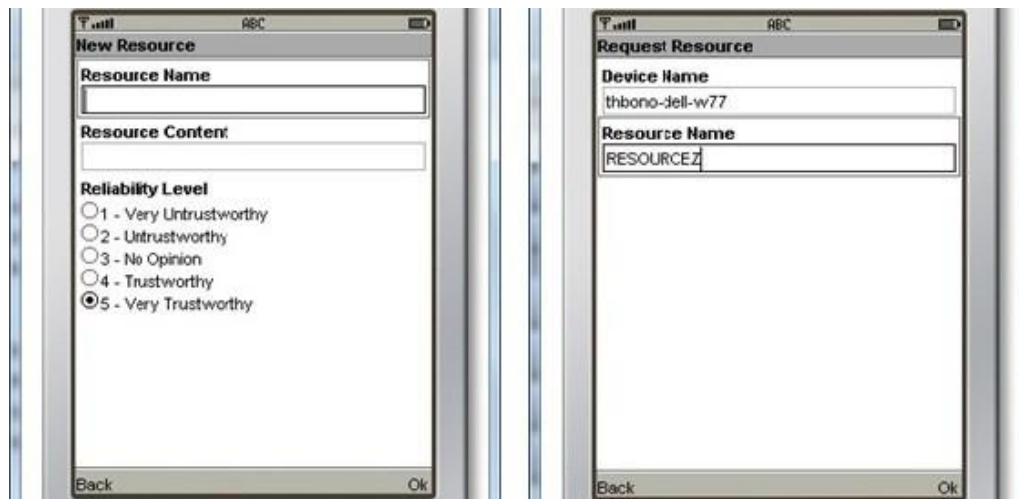 ABC
New Resource
Resource Name
Resource Content
Reliability Level
1 - Very Untrustworthy
2 - Untrustworthy
3 - No Opinion
4 - Trustworthy
5 - Very Trustworthy
Back Ok
ABC
Request Resource
Device Name
thbono-dell-w77
Resource Name
RESOURCEZ
Back Ok